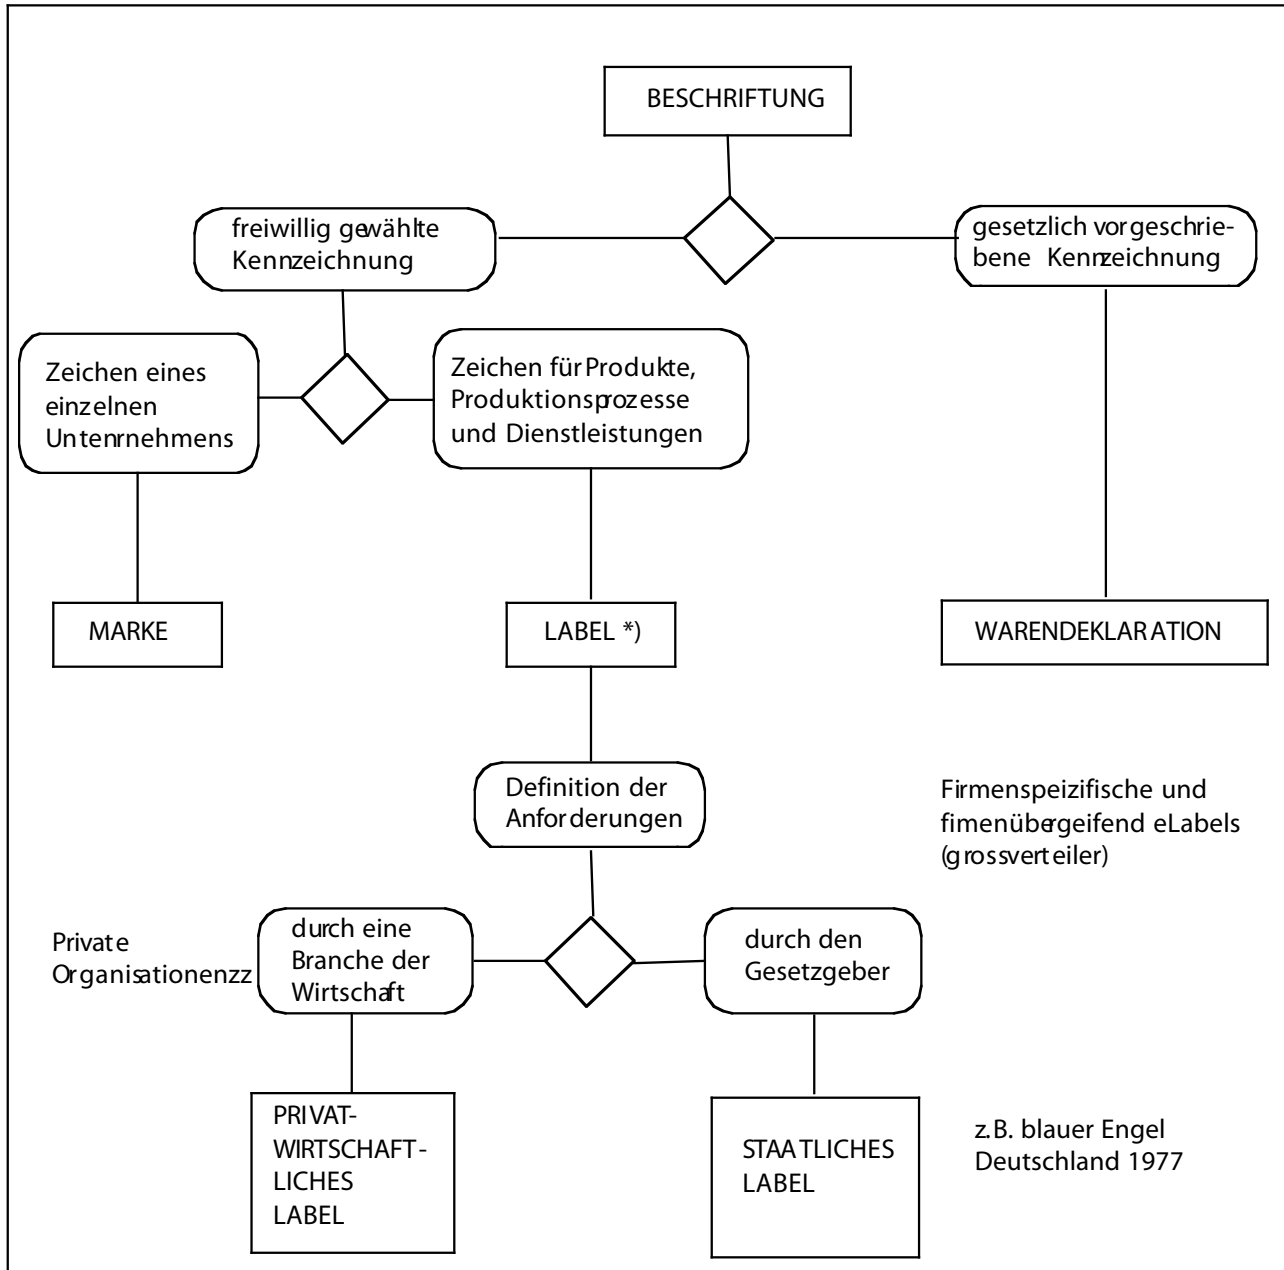 BESCHRIFTUNG
freiwillig gewählte
Kennzeichnung
gesetzlich vorgeschrie-
bene Kennzeichnung
Zeichen eines
einzelnen
Untenrnehmens
Zeichen für Produkte,
Produktionsprozesse
und Dienstleistungen
MARKE
LABEL *)
WARENDEKLARATION
Definition der
Anforderungen
Firmenspeizifische und
fimenübergeifend eLabels
(grossverteiler)
Private
Organisationenzz
durch eine
Branche der
Wirtschaft
durch den
Gesetzgeber
PRIVAT-
WIRTSCHAFT-
LICHES
LABEL
STAATLICHES
LABEL
z.B. blauer Engel
Deutschland 1977